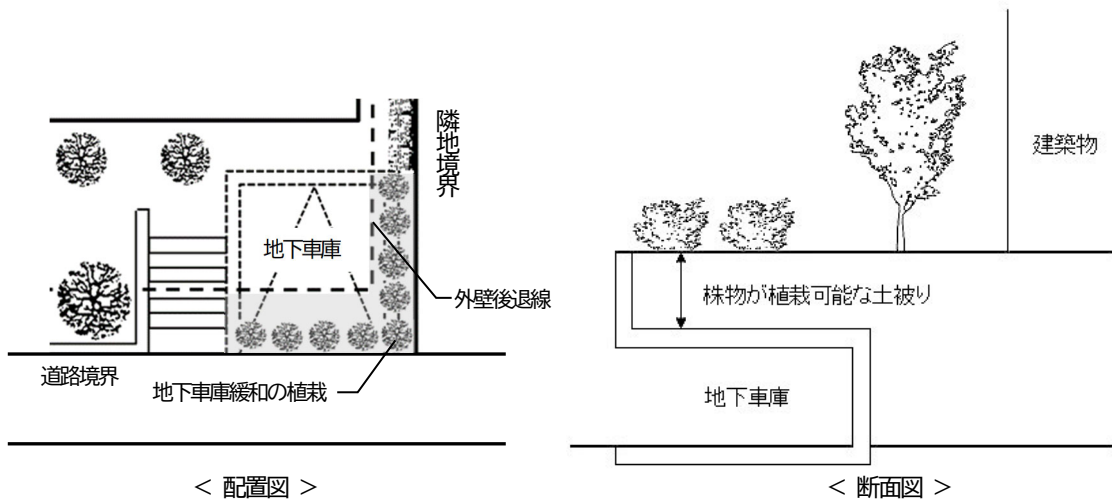 隣地境界
地下車庫
外壁後退線
道路境界
地下車庫緩和の植栽
< 配置図 >
建築物
株物が植栽可能な土被り
地下車庫
< 断面図 >